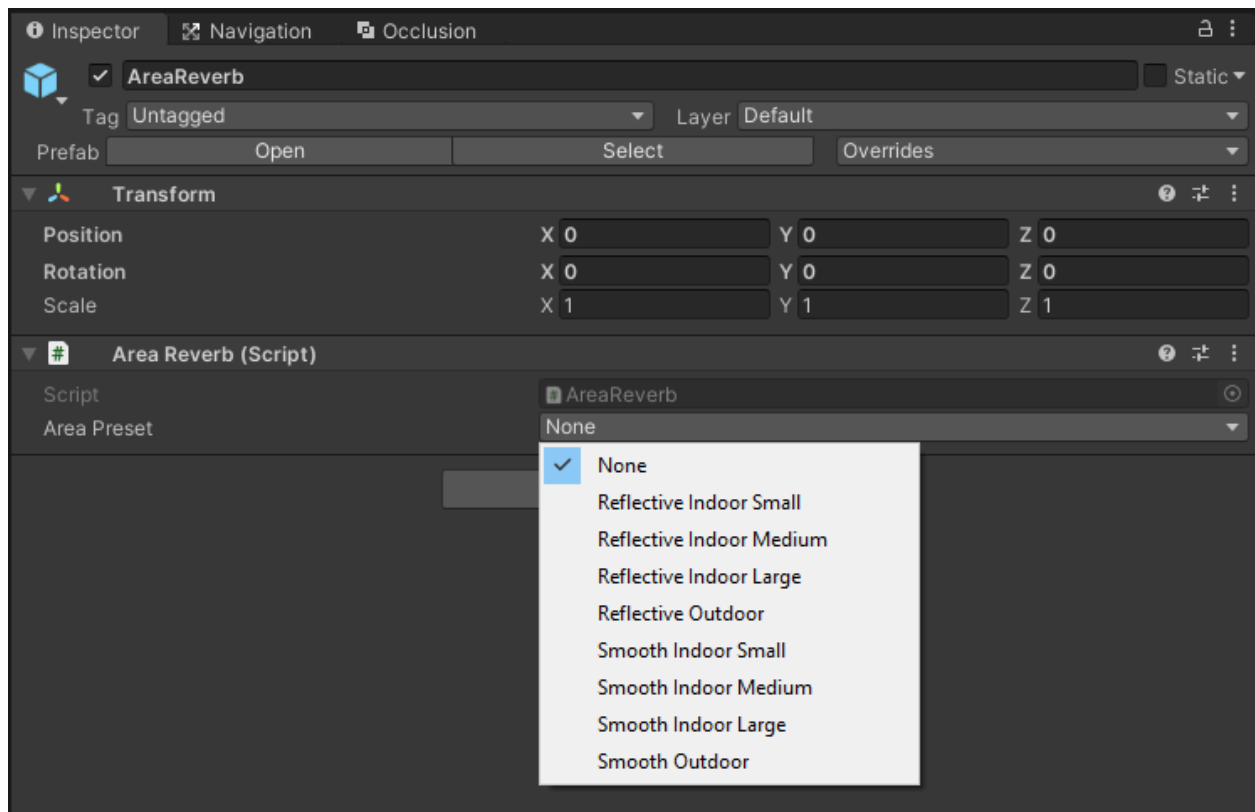 Inspector Navigation Occlusion
AreaReverb Static
Tag Untagged Layer Default
Prefab Open Select Overrides
Transform
Position X 0 Y 0 Z 0
Rotation X 0 Y 0 Z 0
Scale X 1 Y 1 Z 1
# Area Reverb (Script)
Script # AreaReverb
Area Preset None
None
Reflective Indoor Small
Reflective Indoor Medium
Reflective Indoor Large
Reflective Outdoor
Smooth Indoor Small
Smooth Indoor Medium
Smooth Indoor Large
Smooth Outdoor